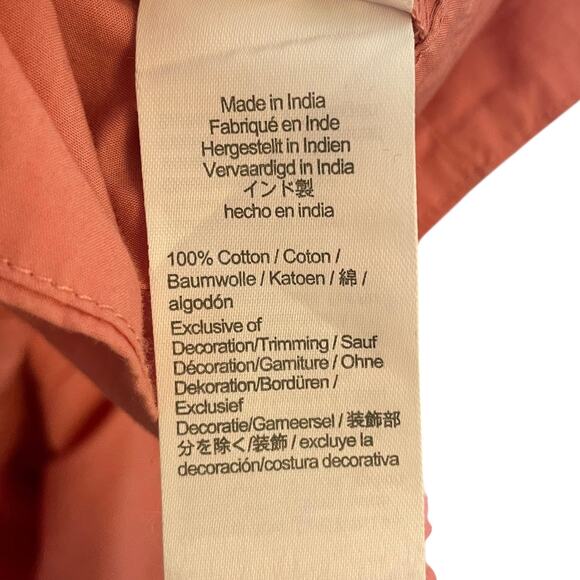 Made in India
Fabriqué en Inde
Hergestellt in Indien
Vervaardigd in India
インド製
hecho en india
100% Cotton / Coton /
Baumwolle / Katoen / 綿 /
algodón
Exclusive of
Decoration/Trimming / Sauf
Décoration/Garniture / Ohne
Dekoration/Bordüren /
Exclusief
Decoratie/Garneersel / 装飾部
分を除く/装飾 / excluye la
decoración/costura decorativa